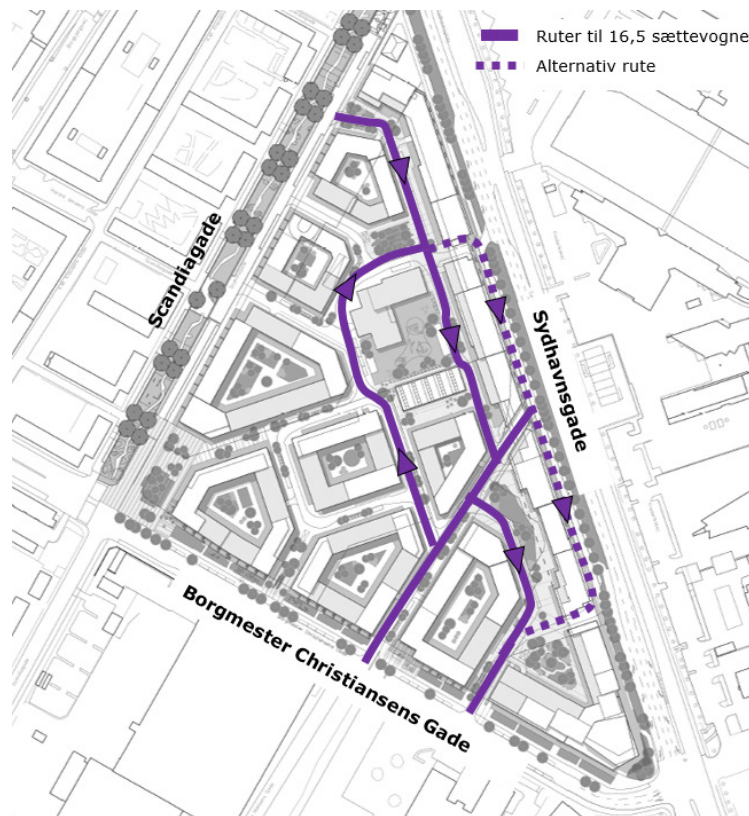 Ruter til 16,5 sættevogne
Alternativ rute
Scandiagade
Sydhavnsgade
Borgmester Christiansens Gade